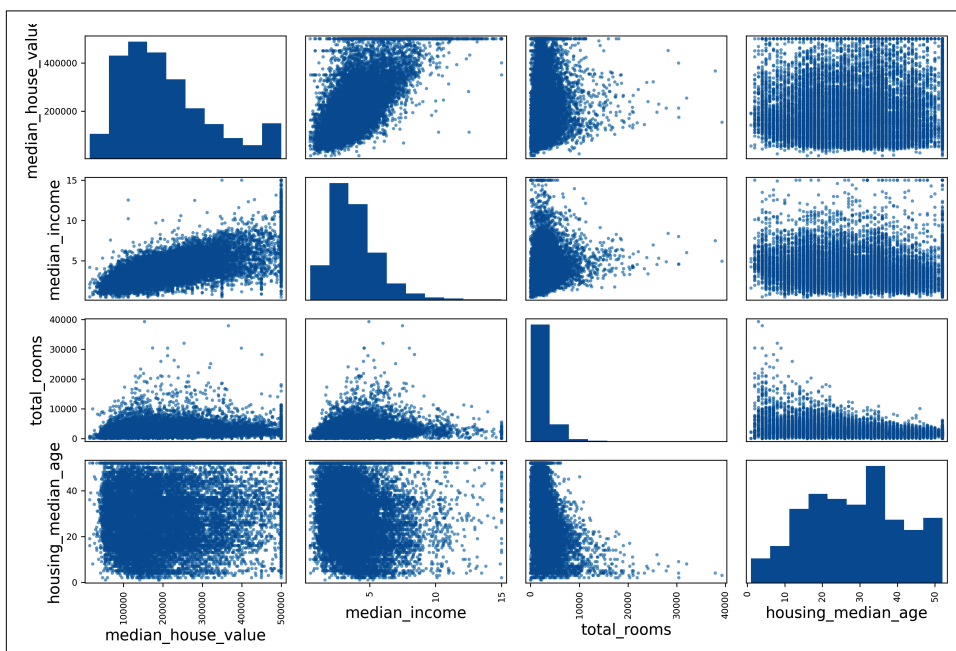 median_house_value
400000
200000
median_income
15
10
5
total_rooms
40000
30000
20000
10000
0
housing_median_age
40
20
0
100000 200000 300000 400000 500000
median_house_value
5 10 15
median_income
0 10000 20000 30000 40000
total_rooms
0 10 20 30 40 50
housing_median_age